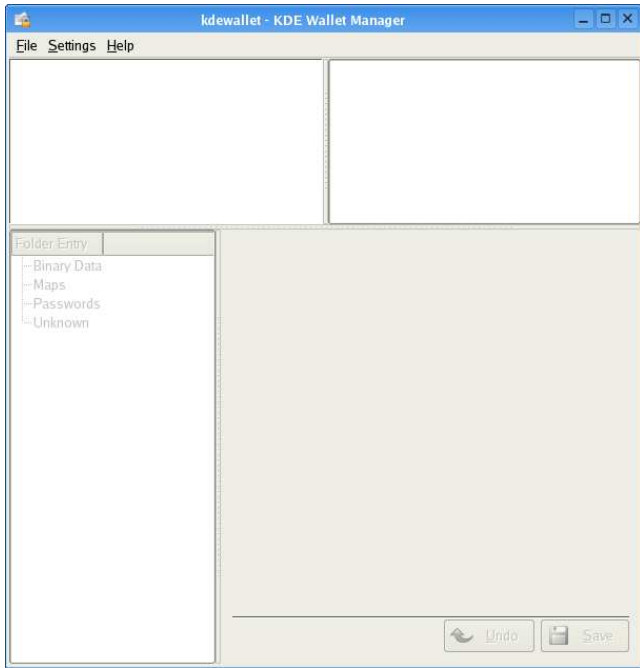 kdewallet - KDE Wallet Manager
File Settings Help
Folder Entry
Binary Data
Maps
Passwords
Unknown
Undo Save